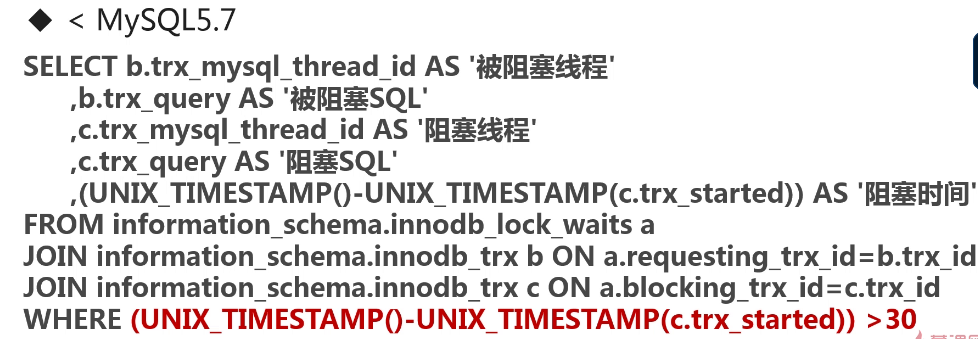 ◆ < MySQL5.7
SELECT b.trx_mysql_thread_id AS '被阻塞线程'
,b.trx_query AS '被阻塞SQL'
,c.trx_mysql_thread_id AS '阻塞线程'
,c.trx_query AS '阻塞SQL'
,(UNIX_TIMESTAMP()-UNIX_TIMESTAMP(c.trx_started)) AS '阻塞时间'
FROM information_schema.innodb_lock_waits a
JOIN information_schema.innodb_trx b ON a.requesting_trx_id=b.trx_id
JOIN information_schema.innodb_trx c ON a.blocking_trx_id=c.trx_id
WHERE (UNIX_TIMESTAMP()-UNIX_TIMESTAMP(c.trx_started)) >30